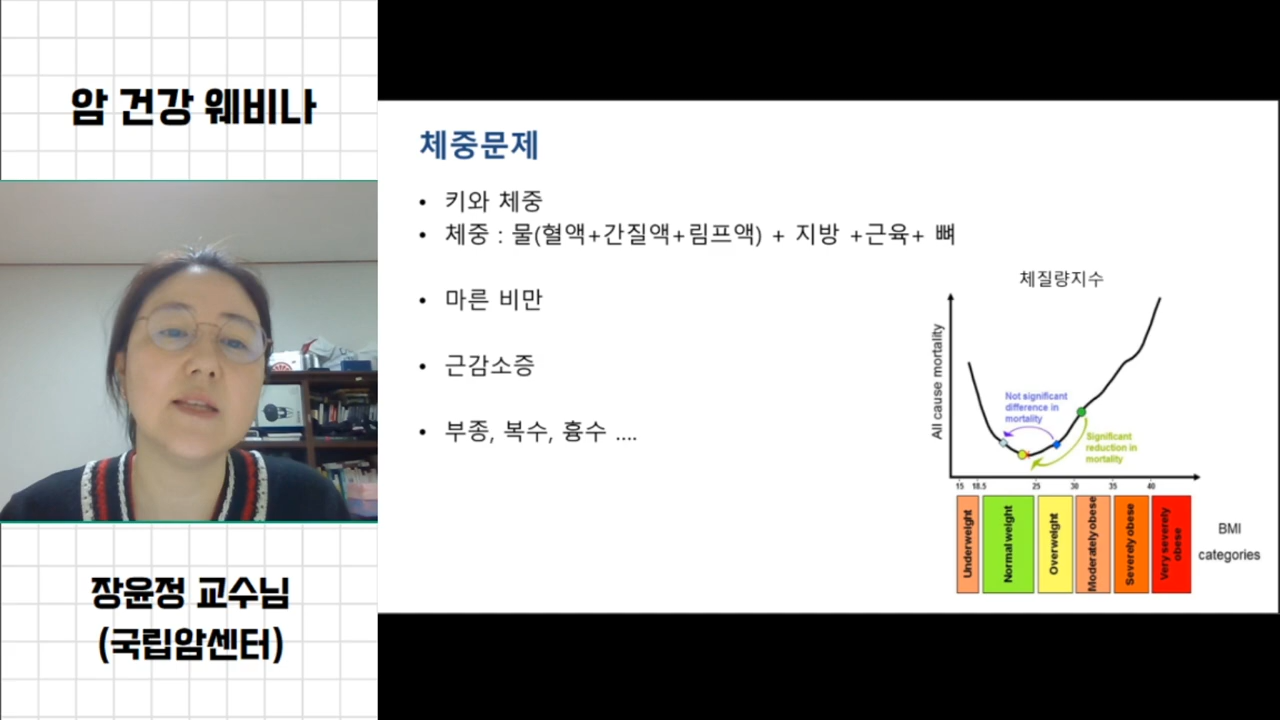 암 건강 웨비나
장윤정 교수님
(국립암센터)
체중문제
• 키와 체중
• 체중 : 물(혈액+간질액+림프액) + 지방 +근육+ 뼈
• 마른 비만
• 근감소증
• 부종, 복수, 흉수 ....
체질량지수
All cause mortality
Not significant
difference in
mortality
Significant
reduction in
mortality
15 18,5 25 30 35 40
Underweight
Normal weight
Overweight
Moderately obese
Severely obese
Very severely
obese
BMI
categories